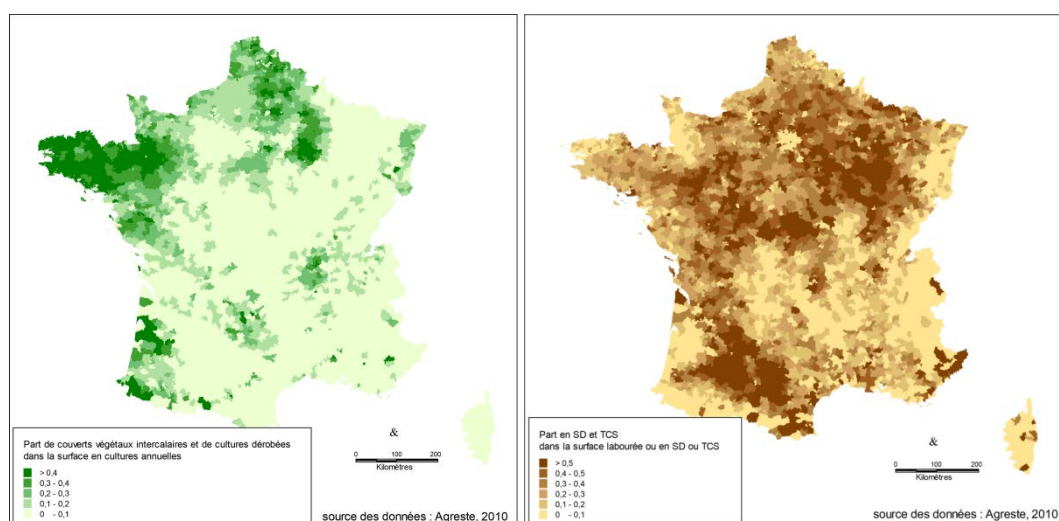 Part de couverts végétaux intercalaires et de cultures dérobées
dans la surface en cultures annuelles
> 0,4
0,3 - 0,4
0,2 - 0,3
0,1 - 0,2
0 - 0,1
&
0 100 200
Kilomètres
source des données : Agreste, 2010
Part en SD et TCS
dans la surface labourée ou en SD ou TCS
> 0,5
0,4 - 0,5
0,3 - 0,4
0,2 - 0,3
0,1 - 0,2
0 - 0,1
&
0 100 200
Kilomètres
source des données : Agreste, 2010